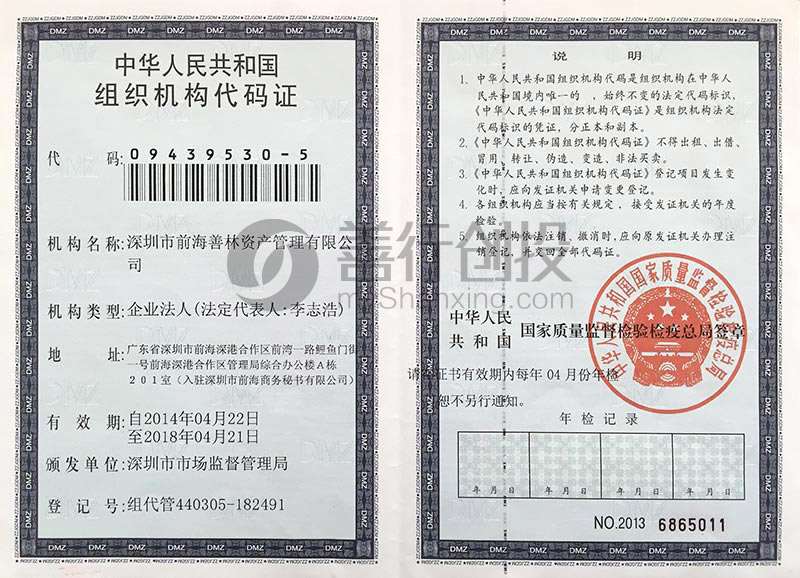 中华人民共和国
组织机构代码证
代 码:09439530-5
机构名称:深圳市前海善林资产管理有限公
司
机构类型:企业法人(法定代表人:李志浩)
地 址:广东省深圳市前海深港合作区前湾一路鲤鱼门街
一号前海深港合作区管理局综合办公楼A栋
201室(入驻深圳市前海商务秘书有限公司)
有 效 期:自2014年04月22日
至2018年04月21日
颁发单位:深圳市市场监督管理局
登 记 号:组代管440305-182491
说 明
1. 中华人民共和国组织机构代码是组织机构在中华人
民共和国境内唯一的 、始终不变的法定代码标识,
《中华人民共和国组织机构代码证》是组织机构法定
代码标识的凭证,分正本和副本。
2.《中华人民共和国组织机构代码证》不得出租、出借、
冒用、转让、伪造、变造、非法买卖。
3.《中华人民共和国组织机构代码证》登记项目发生变
化时,应向发证机关申请变更登记。
4. 各组织机构应当按有关规定,接受发证机关的年度
检验。
5. 组织机构依法注销、撤消时,应向原发证机关办理注
销登记,并交回全部代码证。
中华人民
共 和 国 国家质量监督检验检疫总局签章
中华人民共和国国家质量监督检验检疫总局
证书有效期内每年 04 月份年检
恕不另行通知。
年 检 记 录
年 月 日 年 月 日 年 月 日 年 月 日
NO.2013 6865011
善行创投
mrShanxing.com
DMZ
ZZJGDM